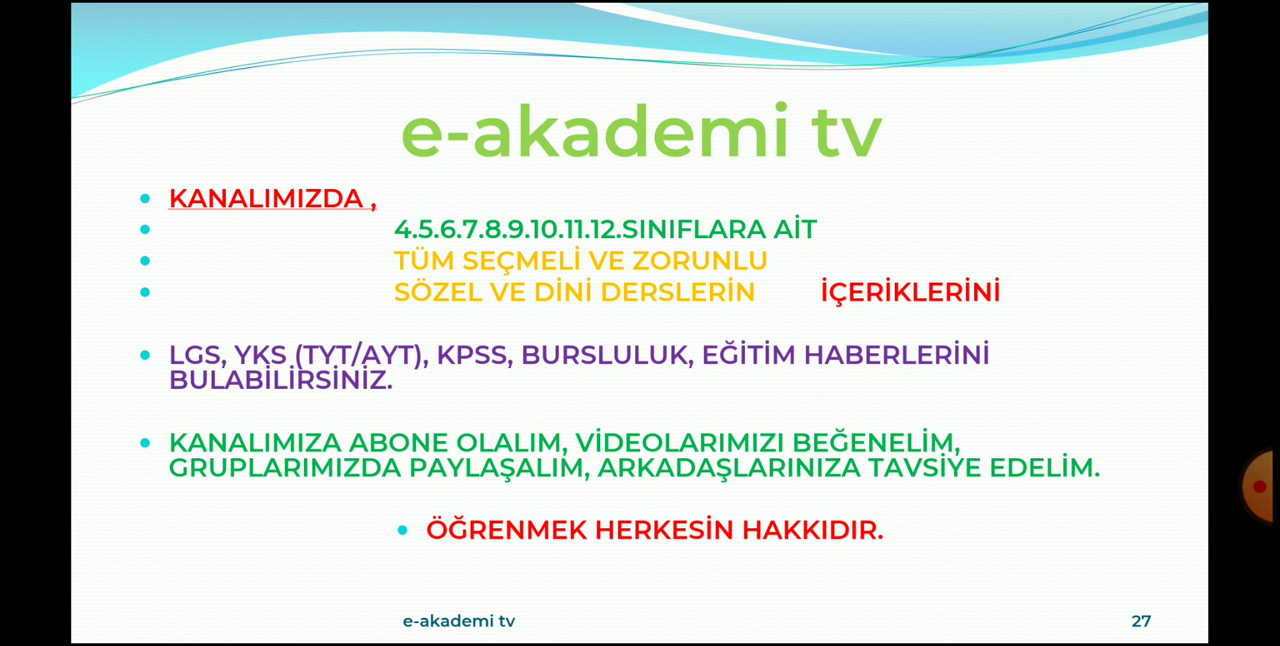 e-akademi tv
KANALIMIZDA ,
4.5.6.7.8.9.10.11.12.SINIFLARA AİT
TÜM SEÇMELİ VE ZORUNLU
SÖZEL VE DİNİ DERSLERİN İÇERİKLERİNİ
LGS, YKS (TYT/AYT), KPSS, BURSLULUK, EĞİTİM HABERLERİNİ
BULABİLİRSİNİZ.
KANALIMIZA ABONE OLALIM, VİDEOLARIMIZI BEĞENELİM,
GRUPLARIMIZDA PAYLAŞALIM, ARKADAŞLARINIZA TAVSİYE EDELİM.
ÖĞRENMEK HERKESİN HAKKIDIR.
e-akademi tv 27